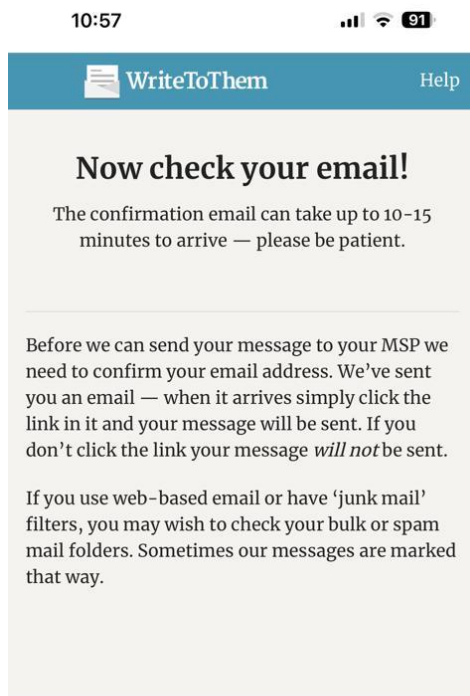 10:57
91
WriteToThem
Help
Now check your email!
The confirmation email can take up to 10-15
minutes to arrive — please be patient.
Before we can send your message to your MSP we
need to confirm your email address. We’ve sent
you an email — when it arrives simply click the
link in it and your message will be sent. If you
don’t click the link your message will not be sent.
If you use web-based email or have ‘junk mail’
filters, you may wish to check your bulk or spam
mail folders. Sometimes our messages are marked
that way.